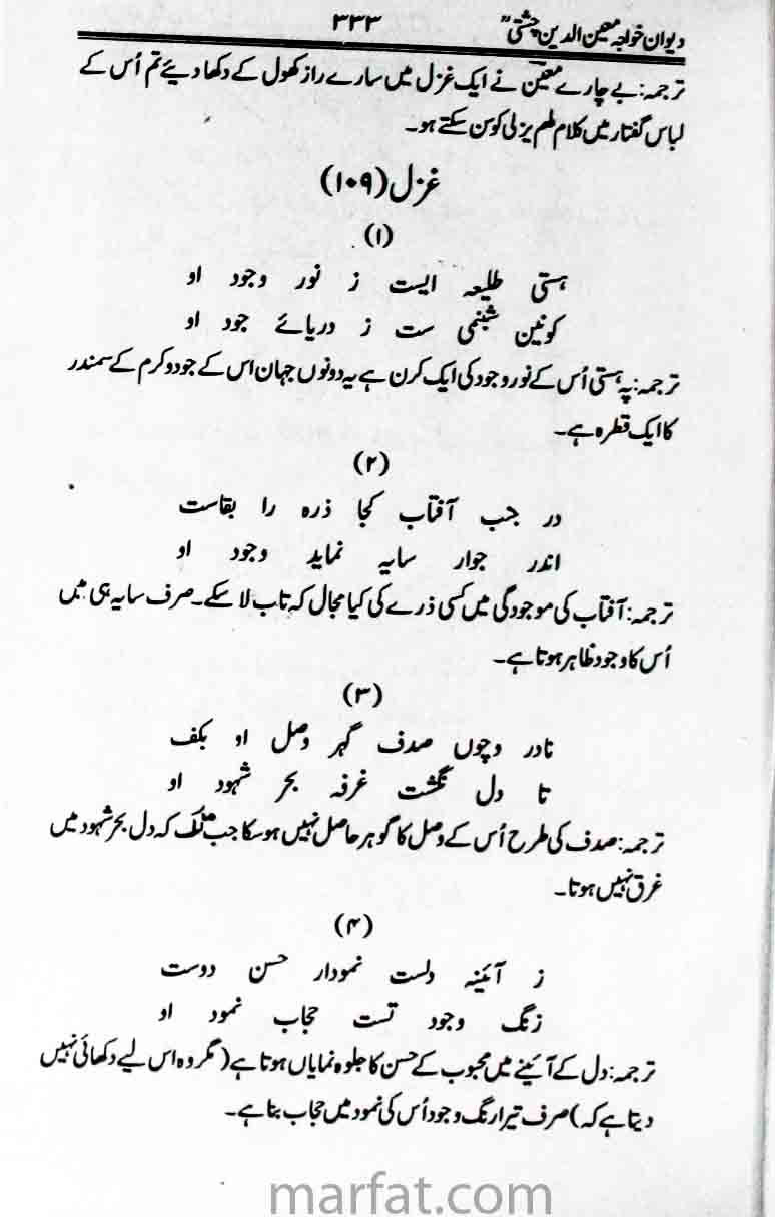 دیوان خواجہ معین الدین چشتیؒ ۳۳۳
ترجمہ: بے چارے معینؔ نے ایک غزل میں سارے راز کھول کے دکھا دیئے تم اُس کے
لباس گفتار میں کلام لم یزلی کو سن سکتے ہو۔
غزل (۱۰۹)
(۱)
ہستی طلیعہ ایست ز نور وجود او
کونین شبنمی ست ز دریائے جود او
ترجمہ: یہ ہستی اُس کے نور وجود کی ایک کرن ہے یہ دونوں جہان اس کے جود و کرم کے سمندر
کا ایک قطرہ ہے۔
(۲)
در جب آفتاب کجا ذرہ را بقاست
اندر جوار سایہ نماید وجود او
ترجمہ: آفتاب کی موجودگی میں کسی ذرے کی کیا مجال کہ تاب لا سکے۔ صرف سایہ ہی میں
اُس کا وجود ظاہر ہوتا ہے۔
(۳)
نادر وچوں صدف گہر وصل او بکف
تا دل نگشت غرفہ بحر شہود او
ترجمہ: صدف کی طرح اُس کے وصل کا گوہر حاصل نہیں ہوسکا جب تلک کہ دل بحر شہود میں
غرق نہیں ہوتا۔
(۴)
ز آئینہ دلست نمودار حسن دوست
زنگ وجود تست حجاب نمود او
ترجمہ: دل کے آئینے میں محبوب کے حسن کا جلوہ نمایاں ہوتا ہے (مگر وہ اس لیے دکھائی نہیں
دیتا ہے کہ) صرف تیرا زنگ وجود اُس کی نمود میں حجاب بنا ہے۔
marfat.com